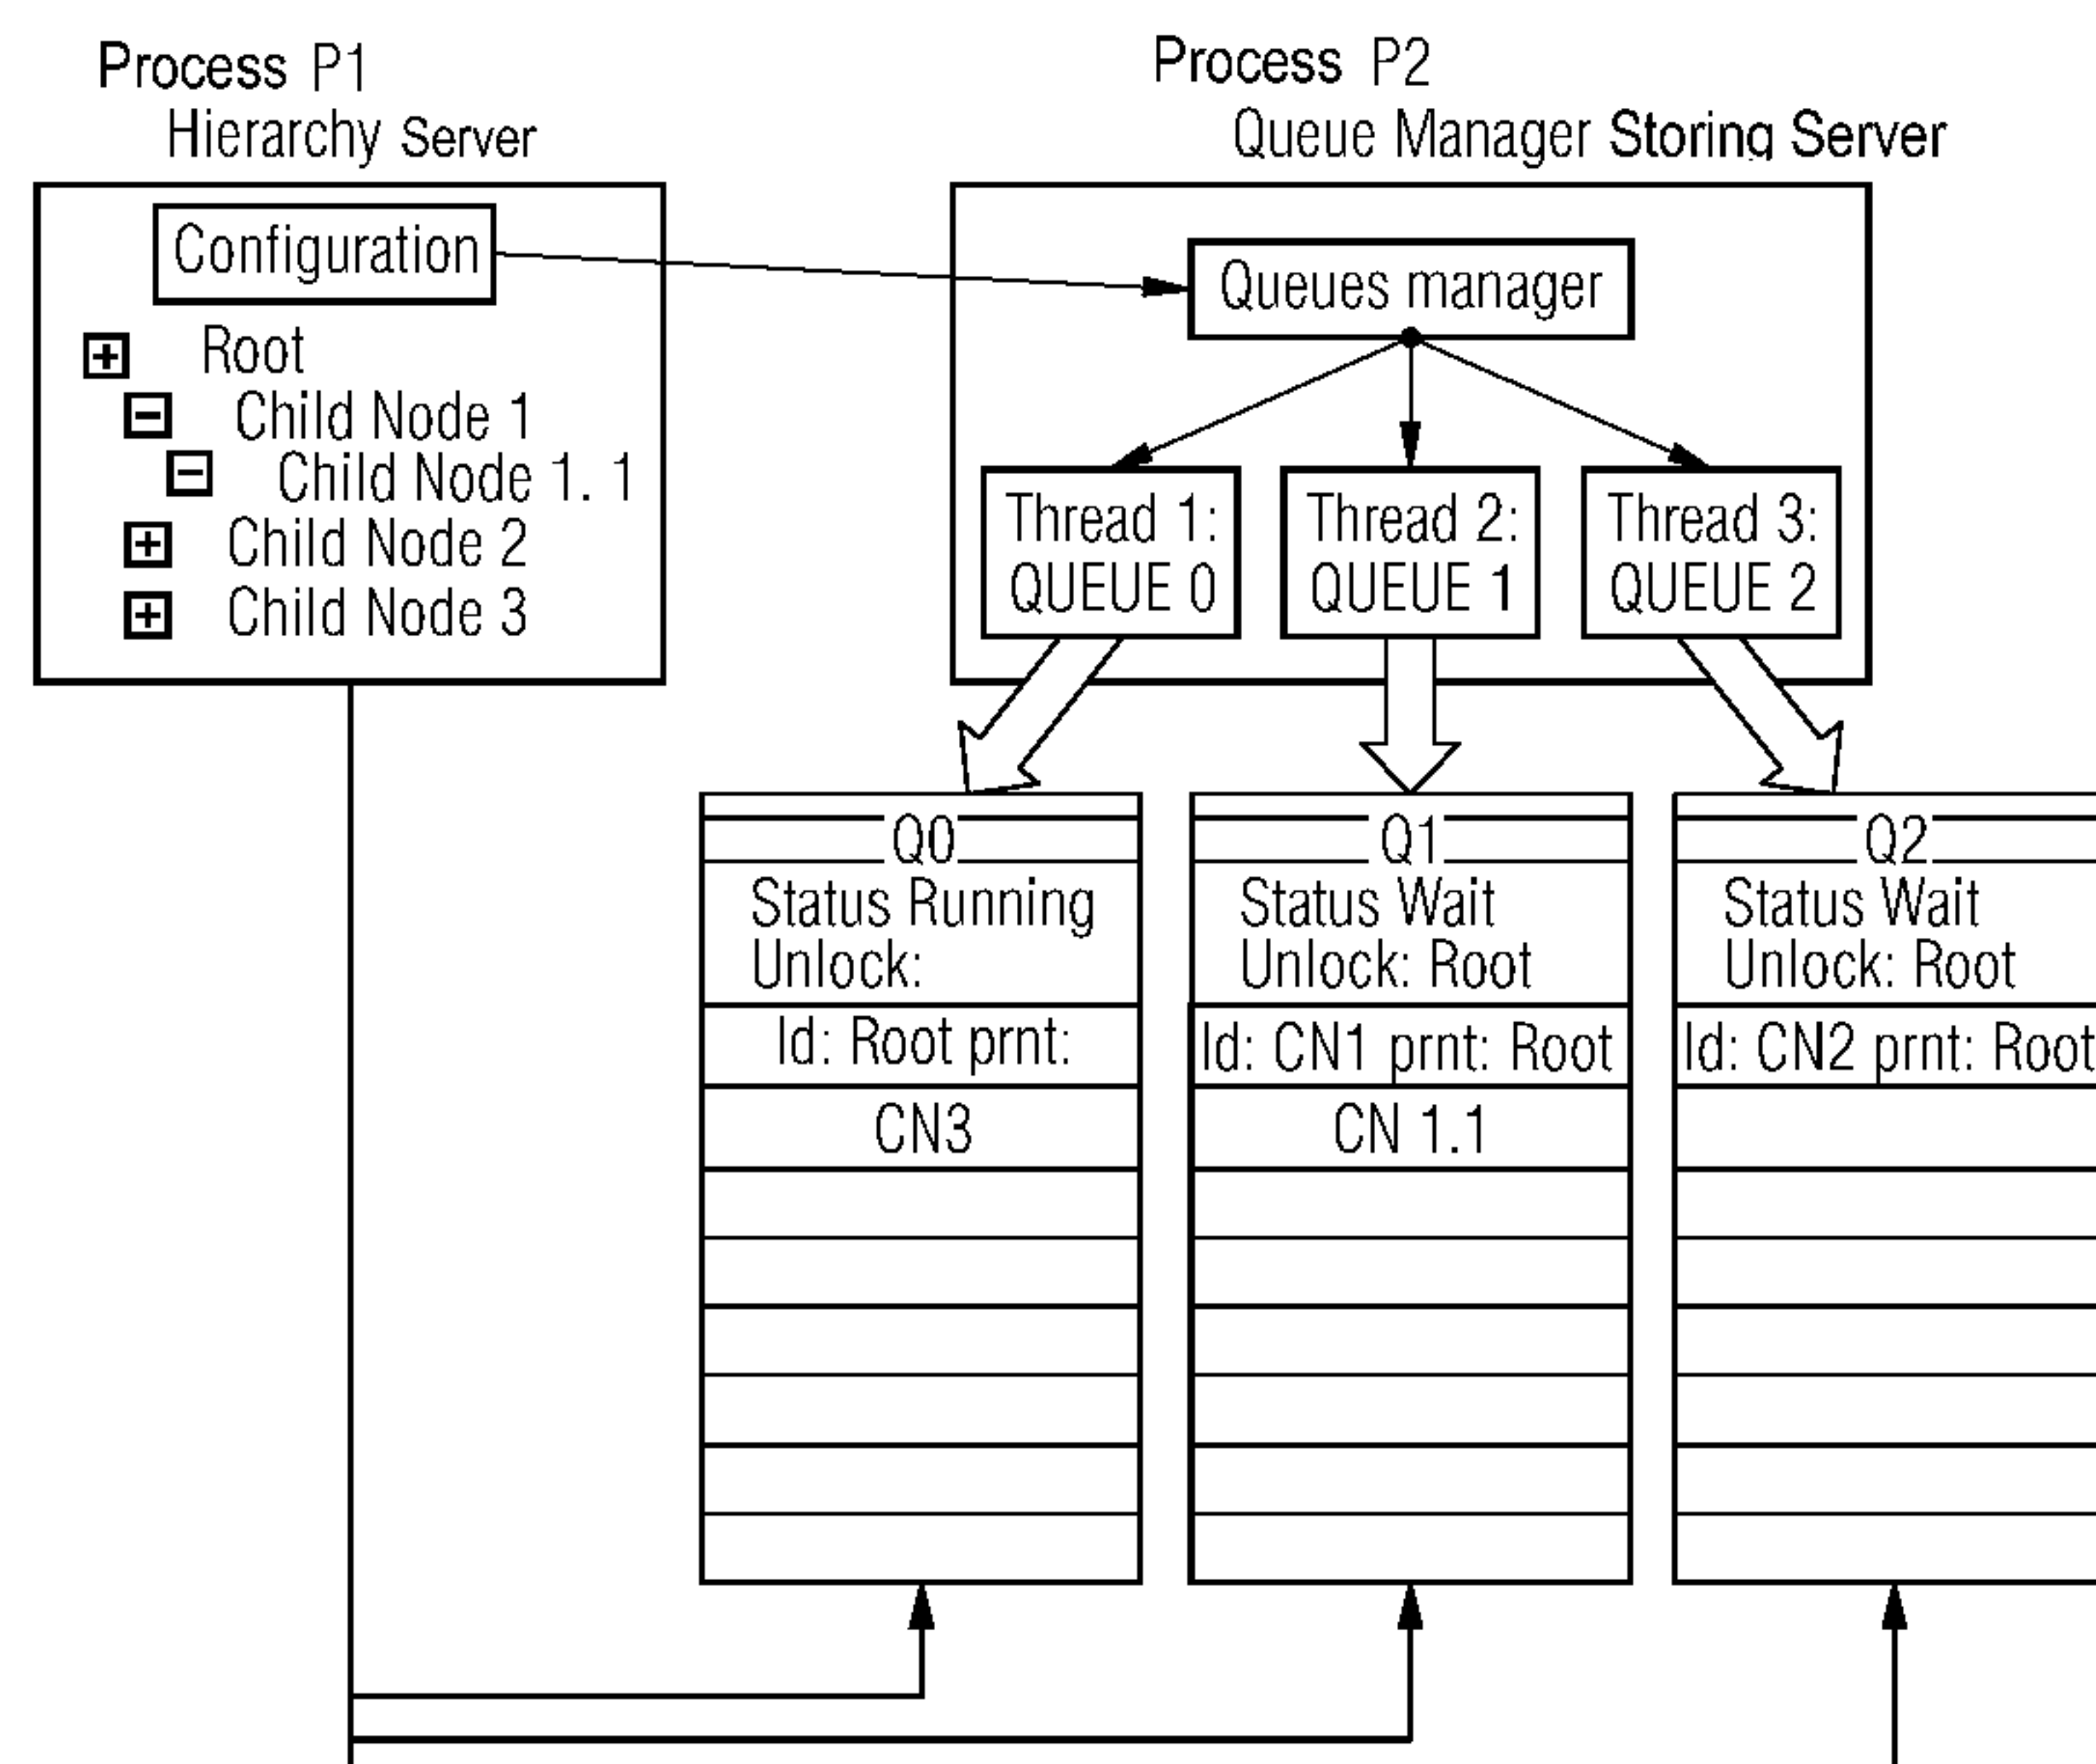 Process P1
Hierarchy Server
Configuration
Root
Child Node 1
Child Node 1. 1
Child Node 2
Child Node 3
Process P2
Queue Manager Storing Server
Queues manager
Thread 1:
QUEUE 0
Thread 2:
QUEUE 1
Thread 3:
QUEUE 2
Q0
Status Running
Unlock:
Id: Root prnt:
CN3
Q1
Status Wait
Unlock: Root
Id: CN1 prnt: Root
CN 1.1
Q2
Status Wait
Unlock: Root
Id: CN2 prnt: Root